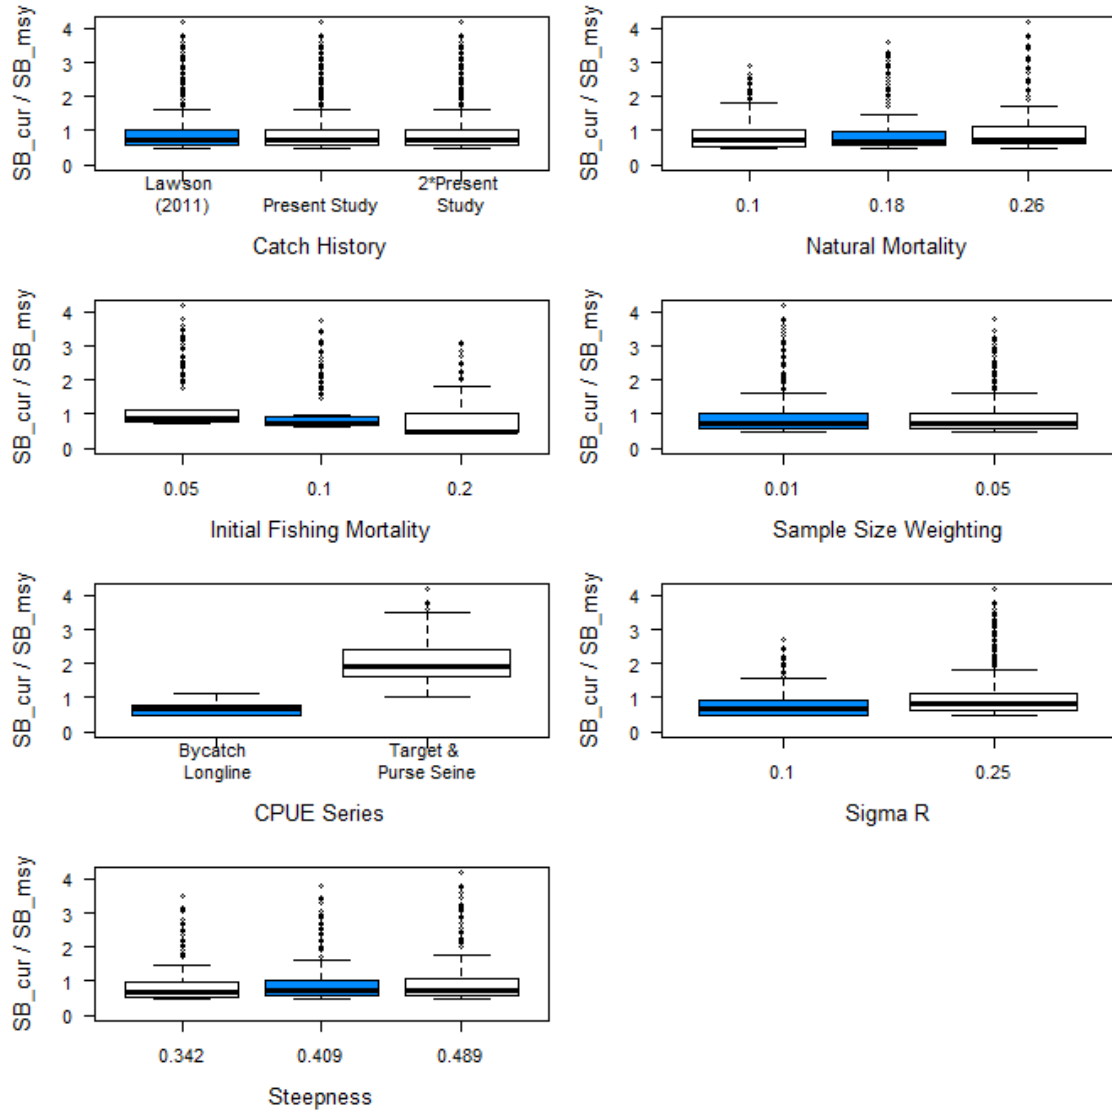 SB_cur / SB_msy
4
3
2
1
0
Lawson
(2011)
Present Study
2*Present
Study
Catch History
SB_cur / SB_msy
4
3
2
1
0
0.1
0.18
0.26
Natural Mortality
SB_cur / SB_msy
4
3
2
1
0
0.05
0.1
0.2
Initial Fishing Mortality
SB_cur / SB_msy
4
3
2
1
0
0.01
0.05
Sample Size Weighting
SB_cur / SB_msy
4
3
2
1
0
Bycatch
Longline
Target &
Purse Seine
CPUE Series
SB_cur / SB_msy
4
3
2
1
0
0.1
0.25
Sigma R
SB_cur / SB_msy
4
3
2
1
0
0.342
0.409
0.489
Steepness